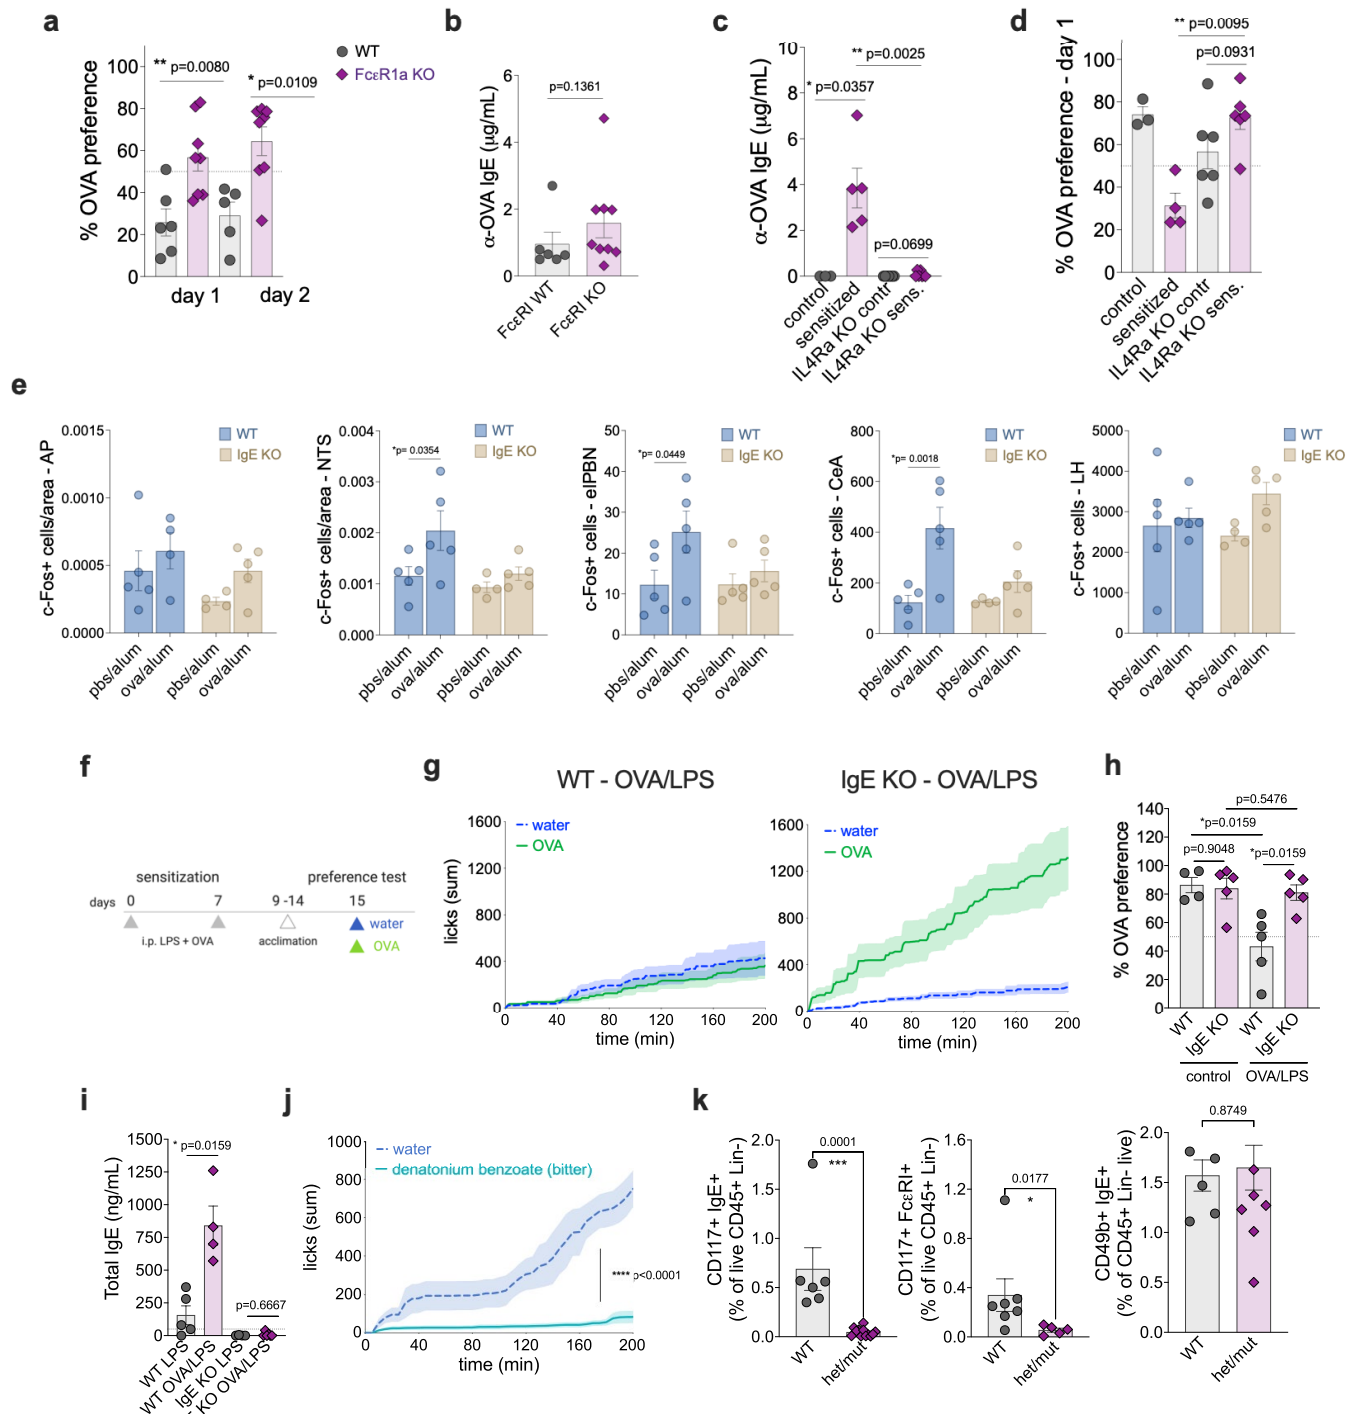 a
% OVA preference
100
80
60
40
20
0
** p=0.0080
* p=0.0109
day 1
day 2
WT
FcεR1a KO
b
α-OVA IgE (μg/mL)
6
4
2
0
p=0.1361
FcεRI WT
FcεRI KO
c
α-OVA IgE (μg/mL)
10
8
6
4
2
0
** p=0.0025
* p=0.0357
p=0.0699
control
sensitized
IL4Ra KO contr
IL4Ra KO sens.
d
% OVA preference - day 1
100
80
60
40
20
0
** p=0.0095
p=0.0931
control
sensitized
IL4Ra KO contr
IL4Ra KO sens.
e
c-Fos+ cells/area - AP
0.0015
0.0010
0.0005
0.0000
WT
IgE KO
pbs/alum
ova/alum
pbs/alum
ova/alum
c-Fos+ cells/area - NTS
0.004
0.003
0.002
0.001
0.000
*p= 0.0354
WT
IgE KO
pbs/alum
ova/alum
pbs/alum
ova/alum
c-Fos+ cells - elPBN
50
40
30
20
10
0
*p= 0.0449
WT
IgE KO
pbs/alum
ova/alum
pbs/alum
ova/alum
c-Fos+ cells - CeA
800
600
400
200
0
*p= 0.0018
WT
IgE KO
pbs/alum
ova/alum
pbs/alum
ova/alum
c-Fos+ cells - LH
5000
4000
3000
2000
1000
0
WT
IgE KO
pbs/alum
ova/alum
pbs/alum
ova/alum
f
sensitization
preference test
days 0 7 9 -14 15
water
i.p. LPS + OVA
acclimation
OVA
g
WT - OVA/LPS
licks (sum)
1600
1200
800
400
0
water
OVA
0 40 80 120 160 200
time (min)
IgE KO - OVA/LPS
1600
1200
800
400
0
water
OVA
0 40 80 120 160 200
time (min)
h
% OVA preference
140
120
100
80
60
40
20
0
p=0.5476
*p=0.0159
p=0.9048
*p=0.0159
WT
IgE KO
WT
IgE KO
control
OVA/LPS
i
Total IgE (ng/mL)
1500
1250
1000
750
500
250
0
* p=0.0159
p=0.6667
WT LPS
WT OVA/LPS
IgE KO LPS
KO OVA/LPS
j
licks (sum)
1000
800
600
400
200
0
water
denatonium benzoate (bitter)
**** p<0.0001
0 40 80 120 160 200
time (min)
k
CD117+ IgE+
(% of live CD45+ Lin-)
2.0
1.5
1.0
0.5
0.0
0.0001
***
WT
het/mut
CD117+ FcεRI+
(% of live CD45+ Lin-)
1.6
1.2
0.8
0.4
0.0
0.0177
*
WT
het/mut
CD49b+ IgE+
(% of CD45+ Lin- live)
2.0
1.5
1.0
0.5
0.0
0.8749
WT
het/mut